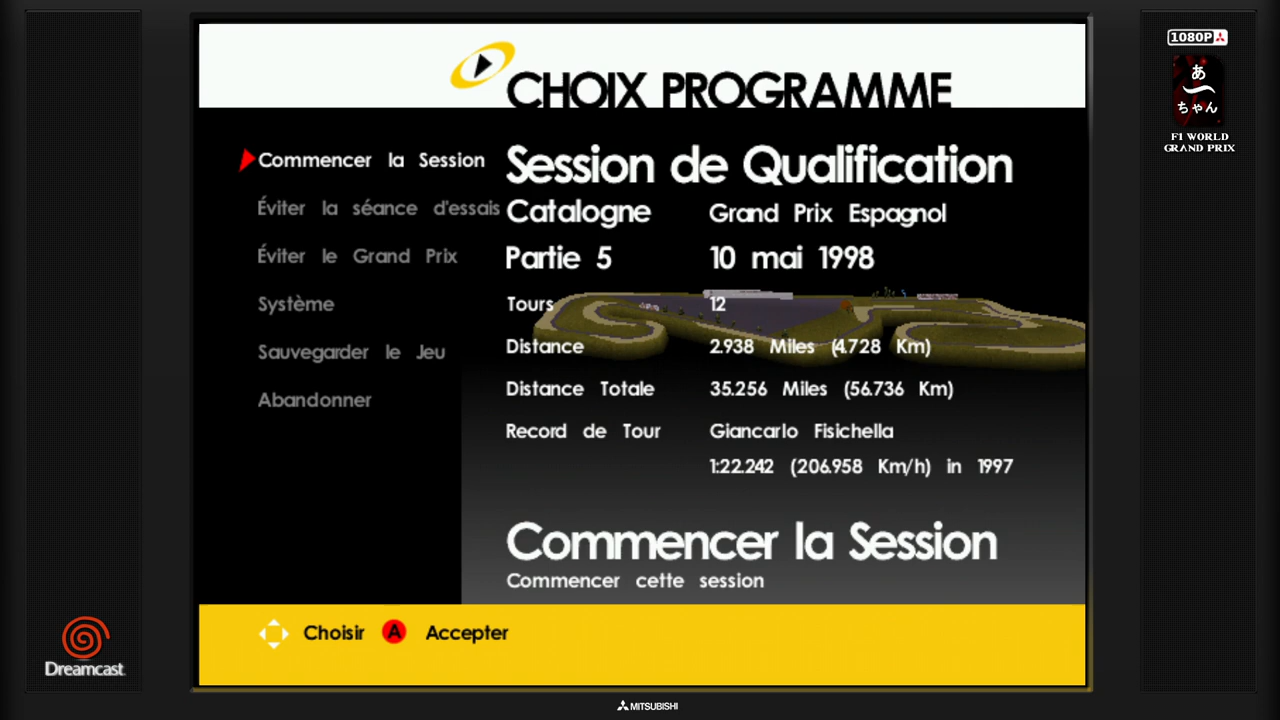 CHOIX PROGRAMME
Commencer la Session
Éviter la séance d'essais
Éviter le Grand Prix
Système
Sauvegarder le Jeu
Abandonner
Session de Qualification
Catalogne Grand Prix Espagnol
Partie 5 10 mai 1998
Tours 12
Distance 2.938 Miles (4.728 Km)
Distance Totale 35.256 Miles (56.736 Km)
Record de Tour Giancarlo Fisichella
1:22.242 (206.958 Km/h) in 1997
Commencer la Session
Commencer cette session
Choisir A Accepter
1080P
あーちゃん
F1 WORLD
GRAND PRIX
Dreamcast
MITSUBISHI